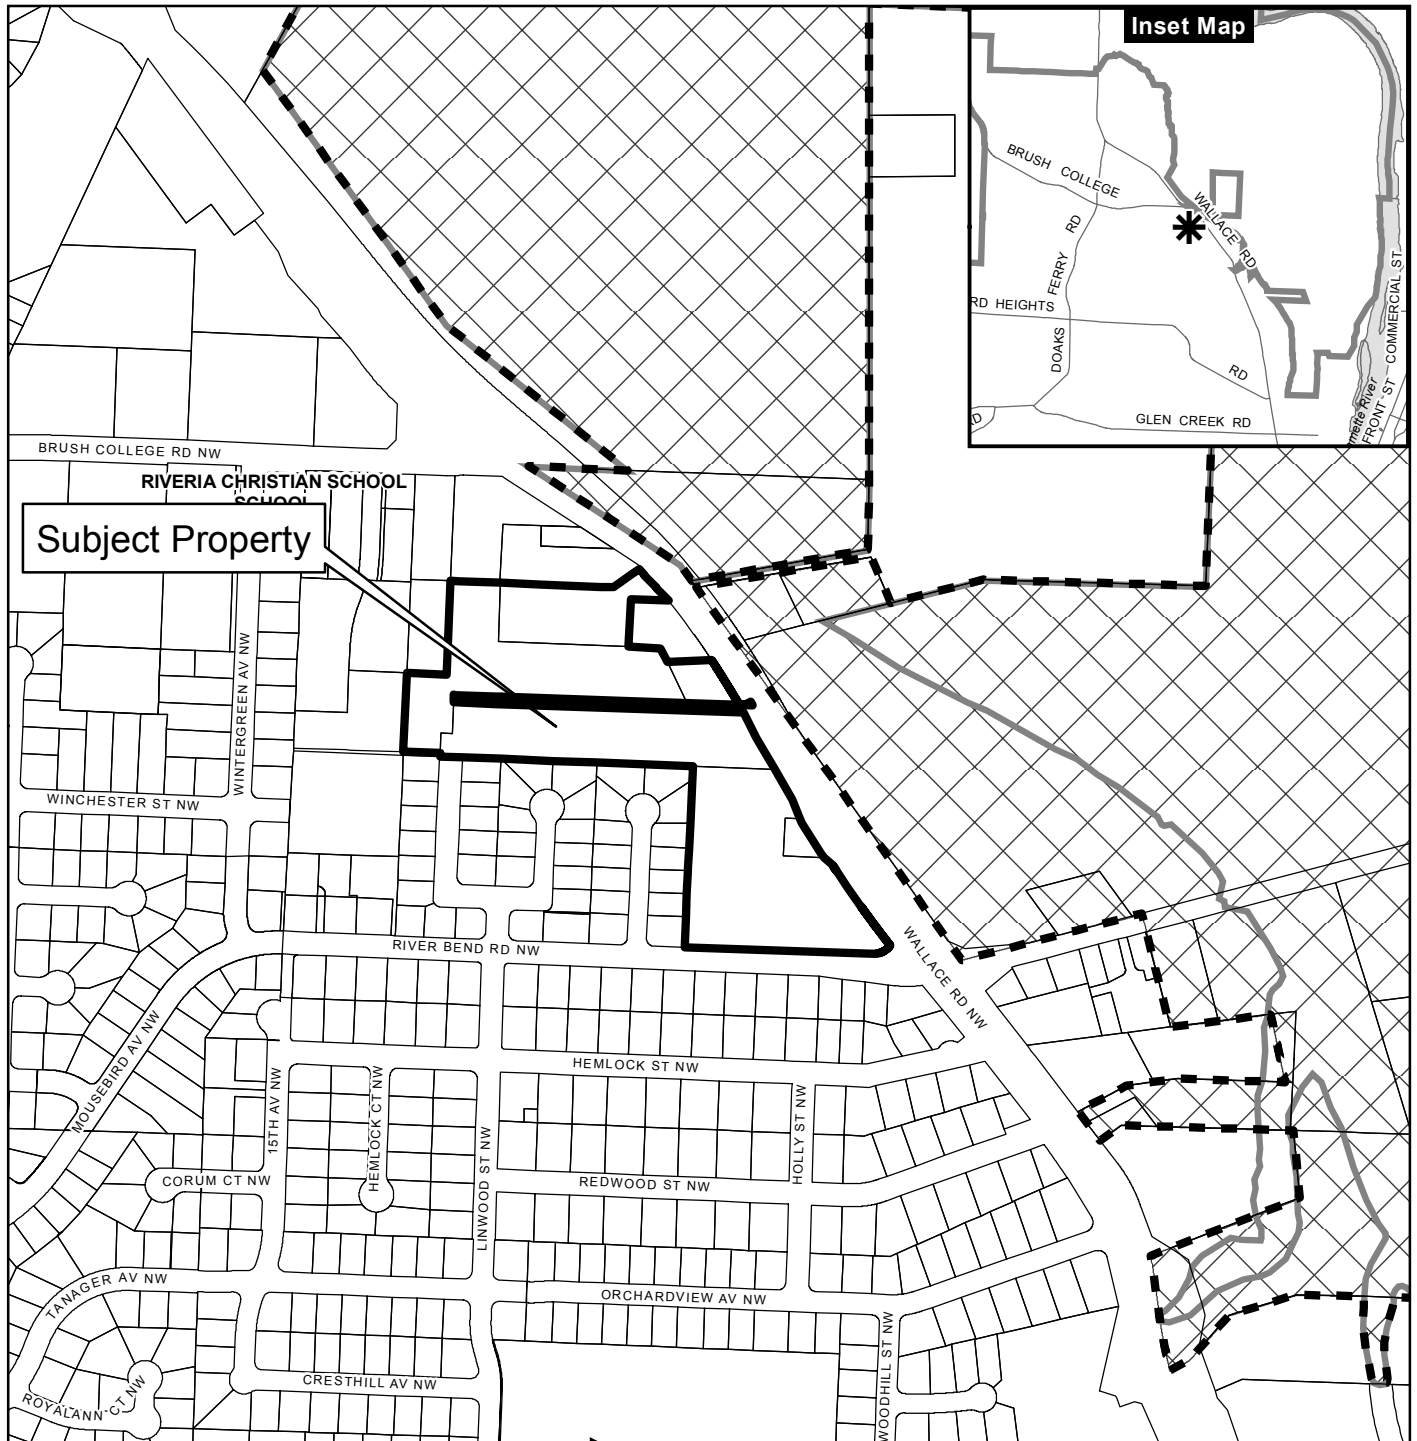 Inset Map
BRUSH COLLEGE
WALLACE RD
FERRY RD
DOAKS
RD HEIGHTS
RD
GLEN CREEK RD
COMMERCIAL ST
FRONT ST
mette River
BRUSH COLLEGE RD NW
RIVERIA CHRISTIAN SCHOOL
SCHOOL
Subject Property
WINTERGREEN AV NW
WINCHESTER ST NW
RIVER BEND RD NW
WALLACE RD NW
MOUSEBIRD AV NW
15TH AV NW
HEMLOCK CT NW
LINWOOD ST NW
HEMLOCK ST NW
HOLLY ST NW
CORUM CT NW
REDWOOD ST NW
TANAGER AV NW
ORCHARDVIEW AV NW
WOODHILL ST NW
CRESTHILL AV NW
ROYALANN CT NW